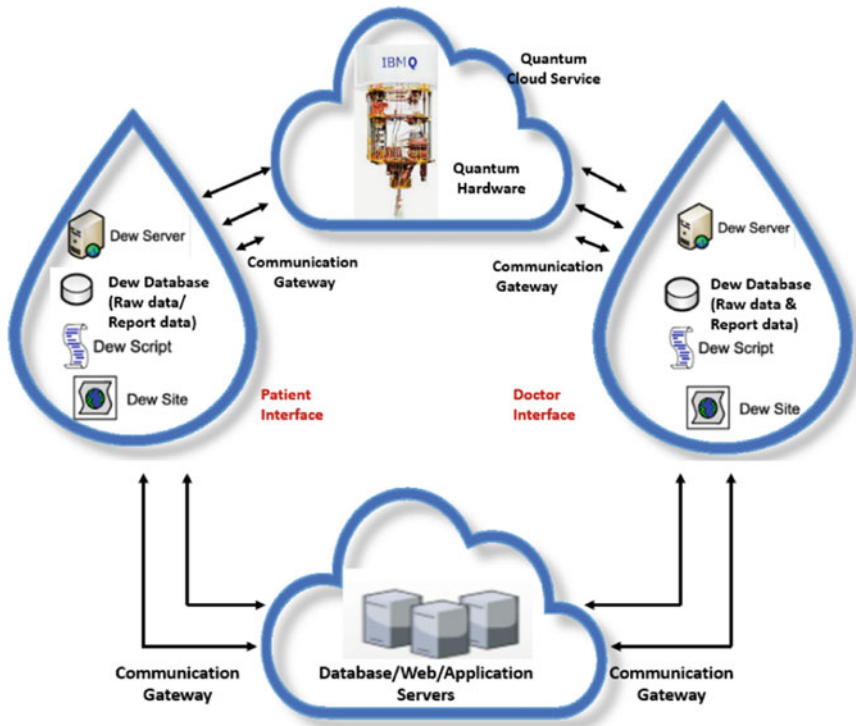 IBM Q
Quantum
Cloud Service
Quantum
Hardware
Communication
Gateway
Communication
Gateway
Dew Server
Dew Database
(Raw data/
Report data)
Dew Script
Dew Site
Patient
Interface
Doctor
Interface
Dew Server
Dew Database
(Raw data &
Report data)
Dew Script
Dew Site
Database/Web/Application
Servers
Communication
Gateway
Communication
Gateway